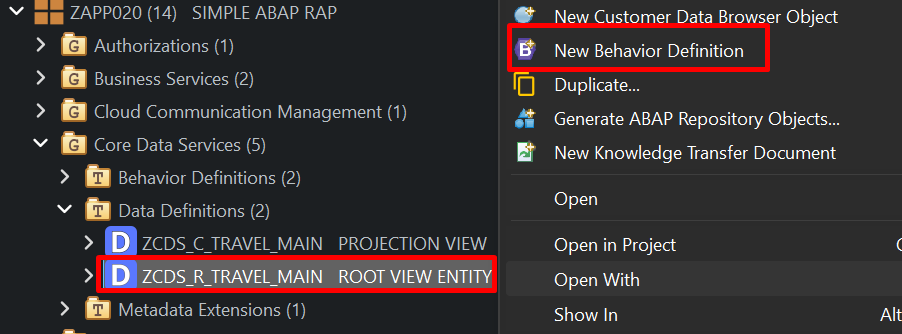 ZAPP020 (14) SIMPLE ABAP RAP
Authorizations (1)
Business Services (2)
Cloud Communication Management (1)
Core Data Services (5)
Behavior Definitions (2)
Data Definitions (2)
ZCDS_C_TRAVEL_MAIN PROJECTION VIEW
ZCDS_R_TRAVEL_MAIN ROOT VIEW ENTITY
Metadata Extensions (1)
New Customer Data Browser Object
New Behavior Definition
Duplicate...
Generate ABAP Repository Objects...
New Knowledge Transfer Document
Open
Open in Project
Open With
Show In Alt